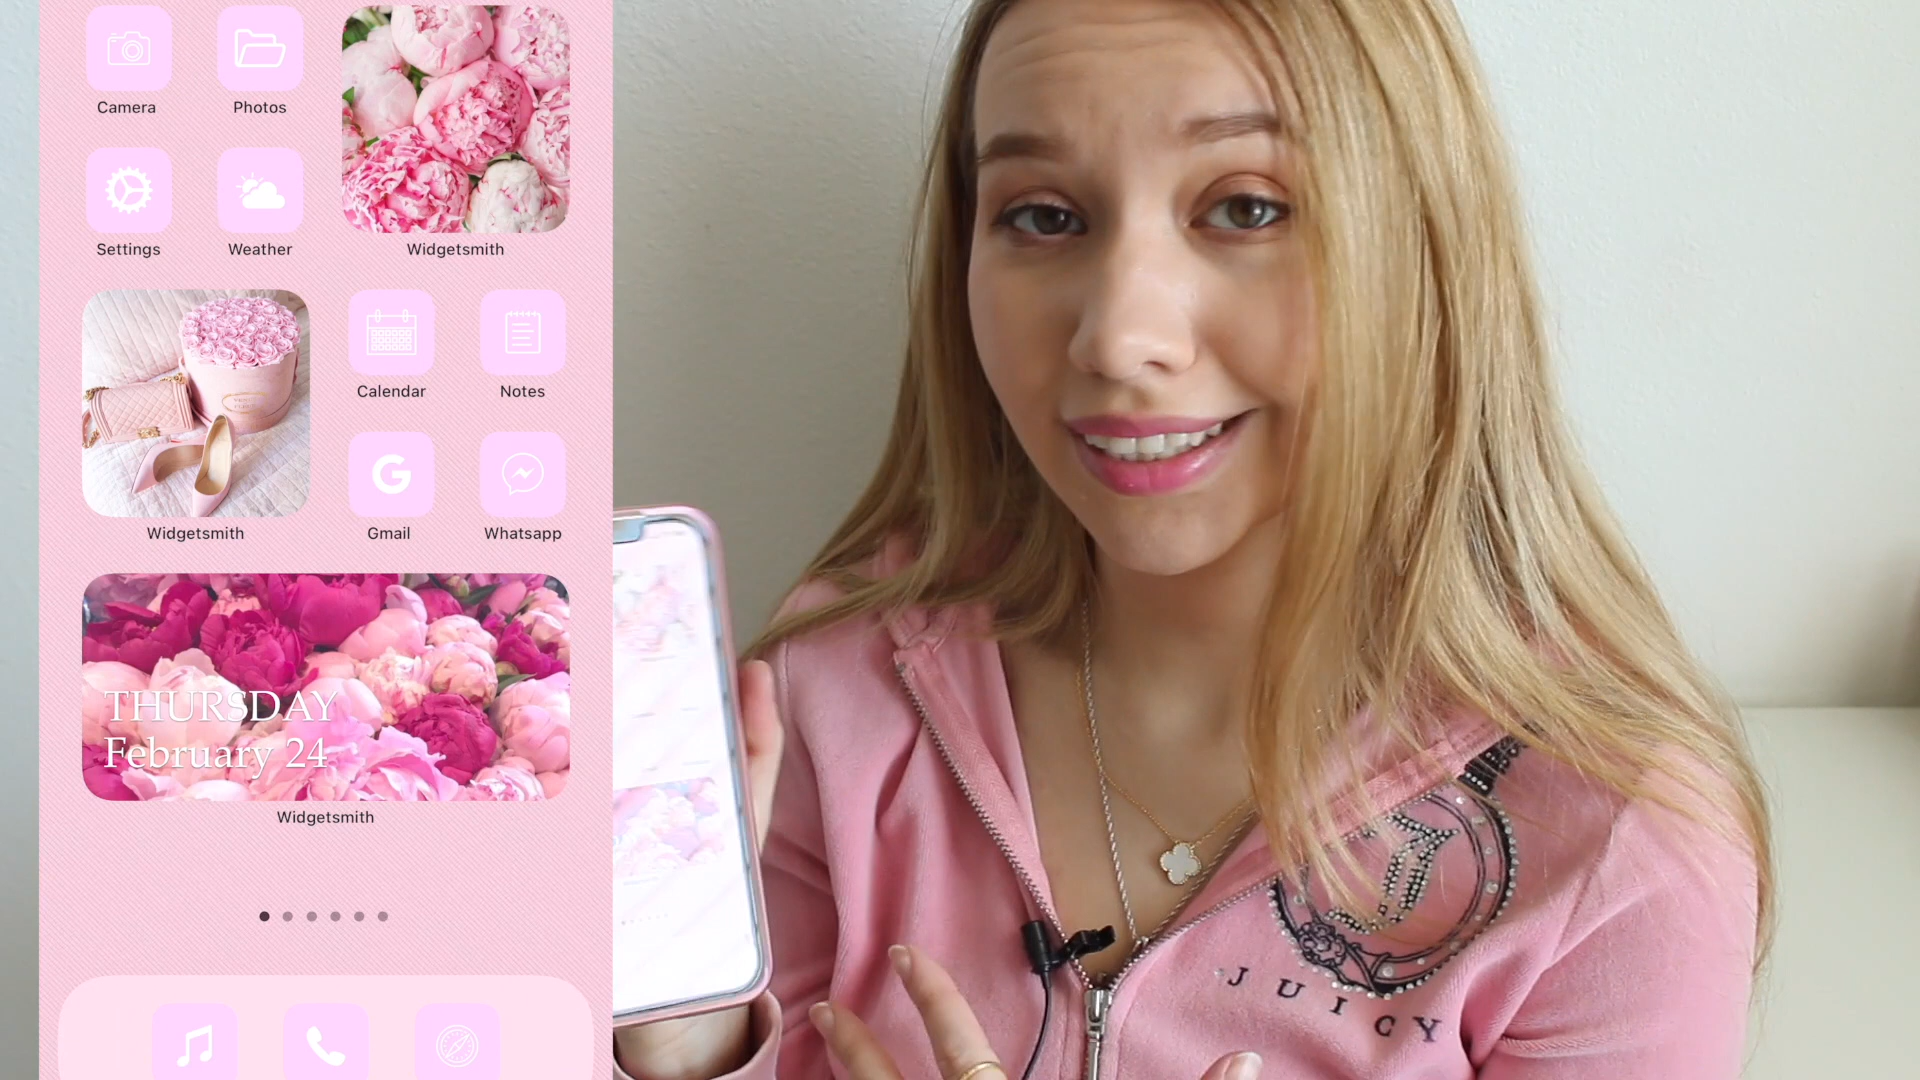 Camera
Photos
Settings
Weather
Widgetsmith
Calendar
Notes
Gmail
Whatsapp
Widgetsmith
THURSDAY
February 24
Widgetsmith
JUICY